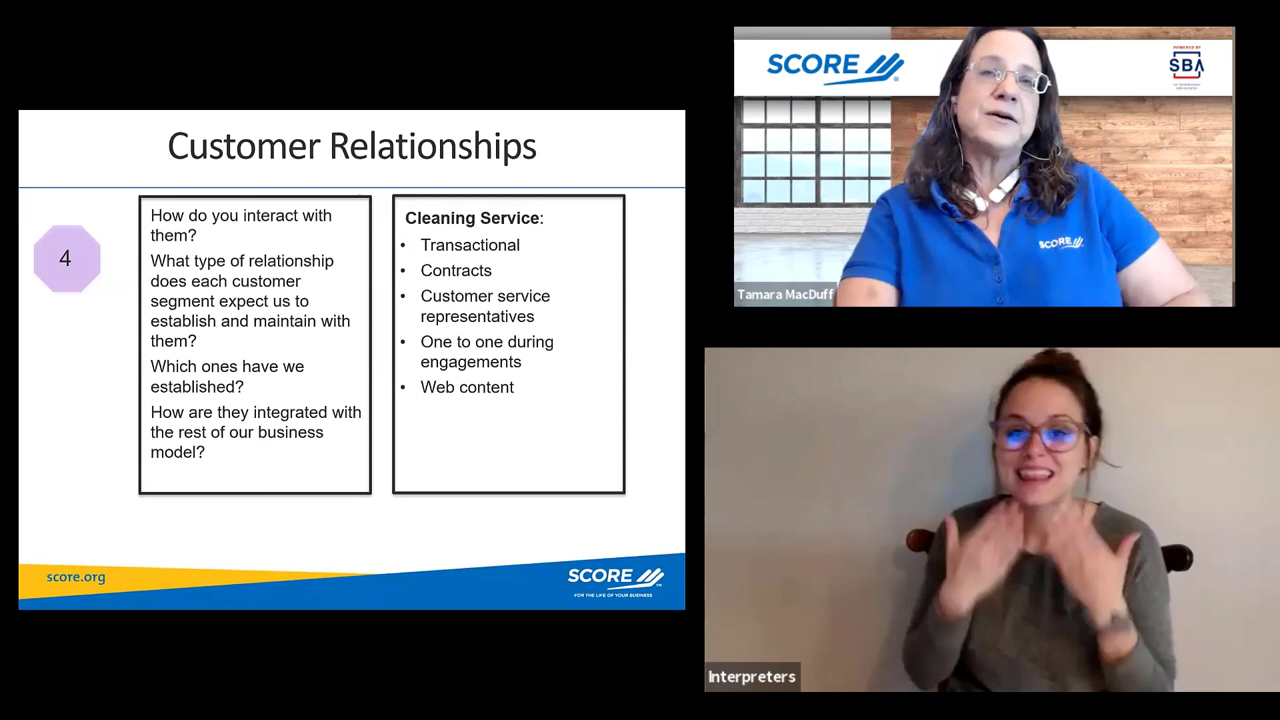 Customer Relationships
4
How do you interact with
them?
What type of relationship
does each customer
segment expect us to
establish and maintain with
them?
Which ones have we
established?
How are they integrated with
the rest of our business
model?
Cleaning Service:
• Transactional
• Contracts
• Customer service
representatives
• One to one during
engagements
• Web content
score.org
SCORE
FOR THE LIFE OF YOUR BUSINESS
SCORE
POWERED BY
SBA
SCORE
Tamara MacDuff
Interpreters